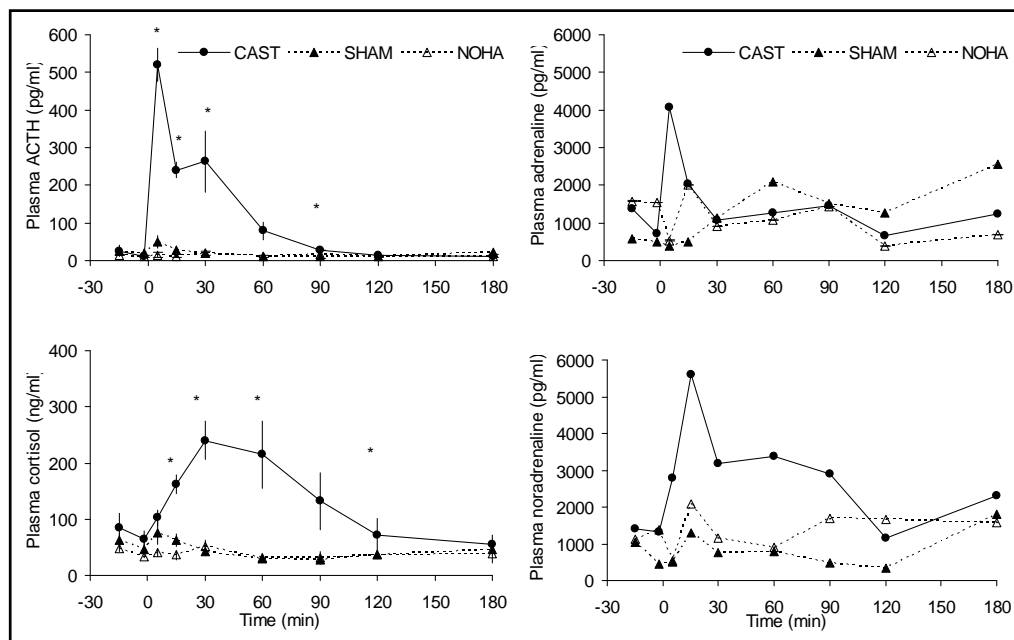 CAST SHAM NOHA
Plasma ACTH (pg/ml)
600
500
400
300
200
100
0
-30 0 30 60 90 120 150 180
* * * *
CAST SHAM NOHA
Plasma adrenaline (pg/ml)
6000
5000
4000
3000
2000
1000
0
-30 0 30 60 90 120 150 180
Plasma cortisol (ng/ml)
400
300
200
100
0
-30 0 30 60 90 120 150 180
Time (min)
* * * *
Plasma noradrenaline (pg/ml)
6000
5000
4000
3000
2000
1000
0
-30 0 30 60 90 120 150 180
Time (min)